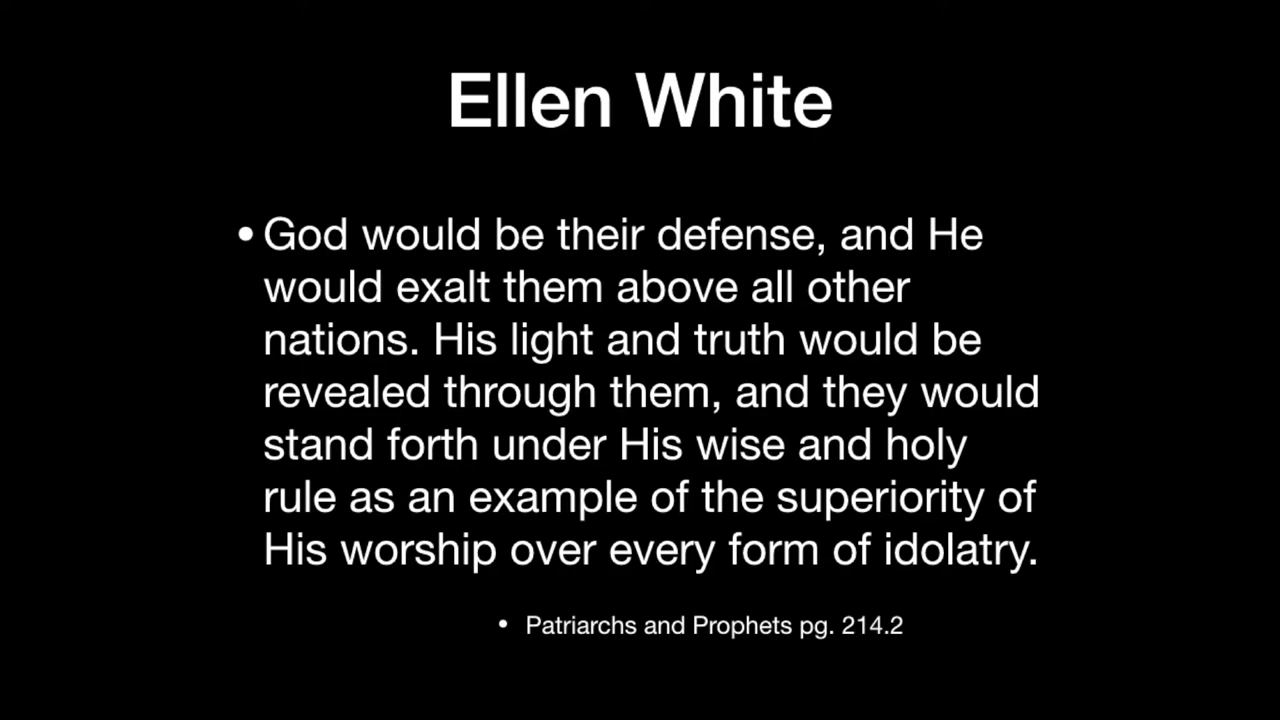 Ellen White
• God would be their defense, and He
would exalt them above all other
nations. His light and truth would be
revealed through them, and they would
stand forth under His wise and holy
rule as an example of the superiority of
His worship over every form of idolatry.
• Patriarchs and Prophets pg. 214.2